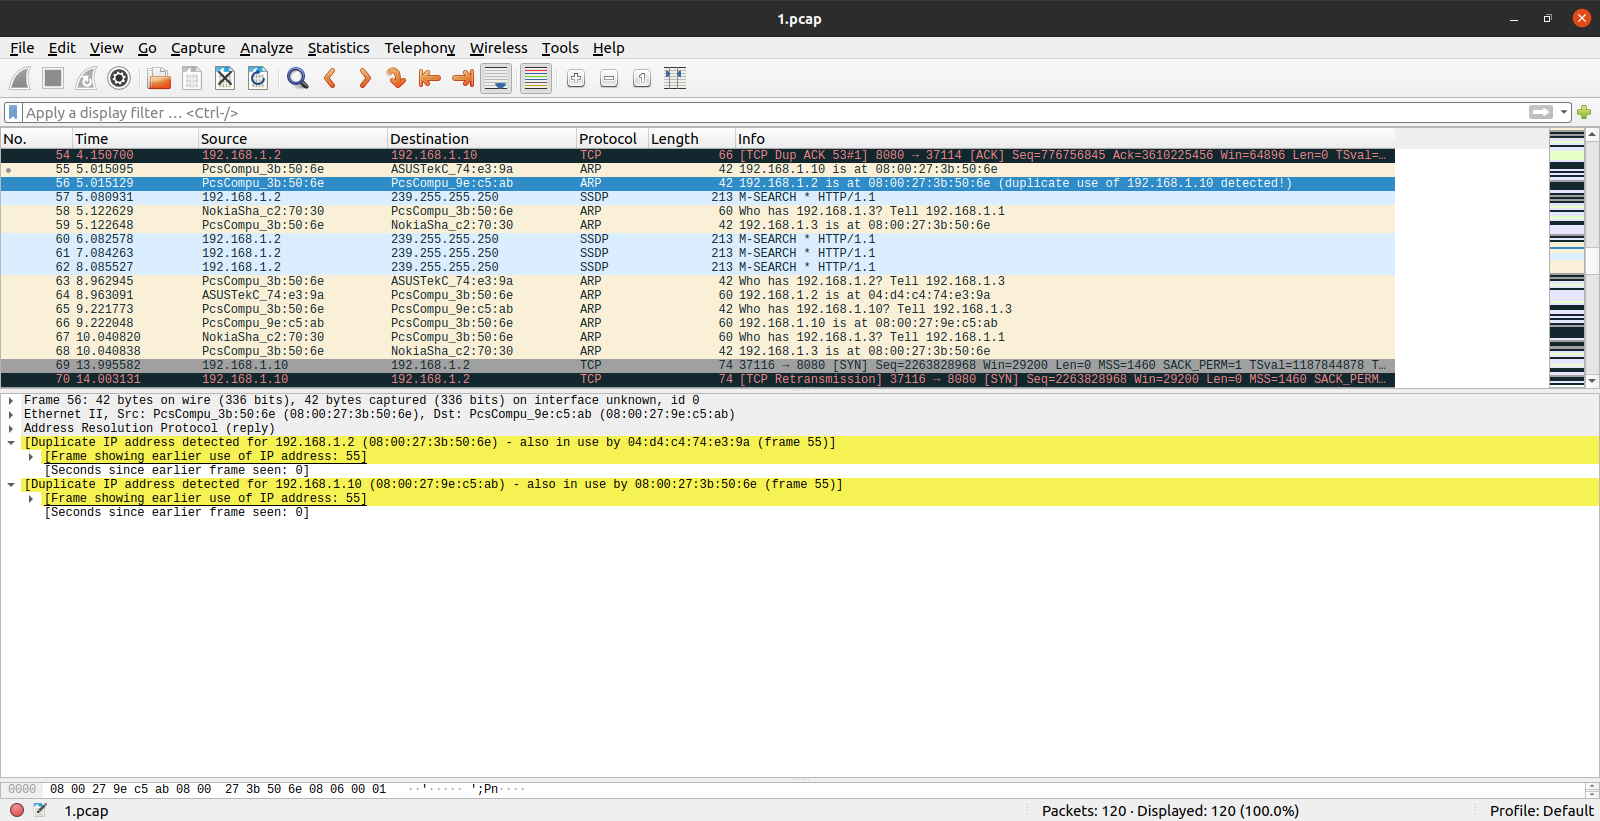 1.pcap
File Edit View Go Capture Analyze Statistics Telephony Wireless Tools Help
Apply a display filter … <Ctrl-/>
No. Time Source Destination Protocol Length Info
54 4.150700 192.168.1.2 192.168.1.10 TCP 66 [TCP Dup ACK 53#1] 8080 → 37114 [ACK] Seq=776756845 Ack=3610225456 Win=64896 Len=0 TSval=…
55 5.015095 PcsCompu_3b:50:6e ASUSTekC_74:e3:9a ARP 42 192.168.1.10 is at 08:00:27:3b:50:6e
56 5.015129 PcsCompu_3b:50:6e PcsCompu_9e:c5:ab ARP 42 192.168.1.2 is at 08:00:27:3b:50:6e (duplicate use of 192.168.1.10 detected!)
57 5.080931 192.168.1.2 239.255.255.250 SSDP 213 M-SEARCH * HTTP/1.1
58 5.122629 NokiaSha_c2:70:30 PcsCompu_3b:50:6e ARP 60 Who has 192.168.1.3? Tell 192.168.1.1
59 5.122648 PcsCompu_3b:50:6e NokiaSha_c2:70:30 ARP 42 192.168.1.3 is at 08:00:27:3b:50:6e
60 6.082578 192.168.1.2 239.255.255.250 SSDP 213 M-SEARCH * HTTP/1.1
61 7.084263 192.168.1.2 239.255.255.250 SSDP 213 M-SEARCH * HTTP/1.1
62 8.085527 192.168.1.2 239.255.255.250 SSDP 213 M-SEARCH * HTTP/1.1
63 8.962945 PcsCompu_3b:50:6e ASUSTekC_74:e3:9a ARP 42 Who has 192.168.1.2? Tell 192.168.1.3
64 8.963091 ASUSTekC_74:e3:9a PcsCompu_3b:50:6e ARP 60 192.168.1.2 is at 04:d4:c4:74:e3:9a
65 9.221773 PcsCompu_3b:50:6e PcsCompu_9e:c5:ab ARP 42 Who has 192.168.1.10? Tell 192.168.1.3
66 9.222048 PcsCompu_9e:c5:ab PcsCompu_3b:50:6e ARP 60 192.168.1.10 is at 08:00:27:9e:c5:ab
67 10.040820 NokiaSha_c2:70:30 PcsCompu_3b:50:6e ARP 60 Who has 192.168.1.3? Tell 192.168.1.1
68 10.040838 PcsCompu_3b:50:6e NokiaSha_c2:70:30 ARP 42 192.168.1.3 is at 08:00:27:3b:50:6e
69 13.995582 192.168.1.10 192.168.1.2 TCP 74 37116 → 8080 [SYN] Seq=2263828968 Win=29200 Len=0 MSS=1460 SACK_PERM=1 TSval=1187844878 T…
70 14.003131 192.168.1.10 192.168.1.2 TCP 74 [TCP Retransmission] 37116 → 8080 [SYN] Seq=2263828968 Win=29200 Len=0 MSS=1460 SACK_PERM…
Frame 56: 42 bytes on wire (336 bits), 42 bytes captured (336 bits) on interface unknown, id 0
Ethernet II, Src: PcsCompu_3b:50:6e (08:00:27:3b:50:6e), Dst: PcsCompu_9e:c5:ab (08:00:27:9e:c5:ab)
Address Resolution Protocol (reply)
[Duplicate IP address detected for 192.168.1.2 (08:00:27:3b:50:6e) - also in use by 04:d4:c4:74:e3:9a (frame 55)]
[Frame showing earlier use of IP address: 55]
[Seconds since earlier frame seen: 0]
[Duplicate IP address detected for 192.168.1.10 (08:00:27:9e:c5:ab) - also in use by 08:00:27:3b:50:6e (frame 55)]
[Frame showing earlier use of IP address: 55]
[Seconds since earlier frame seen: 0]
0000 08 00 27 9e c5 ab 08 00 27 3b 50 6e 08 06 00 01 ··'····· ';Pn····
1.pcap Packets: 120 · Displayed: 120 (100.0%) Profile: Default